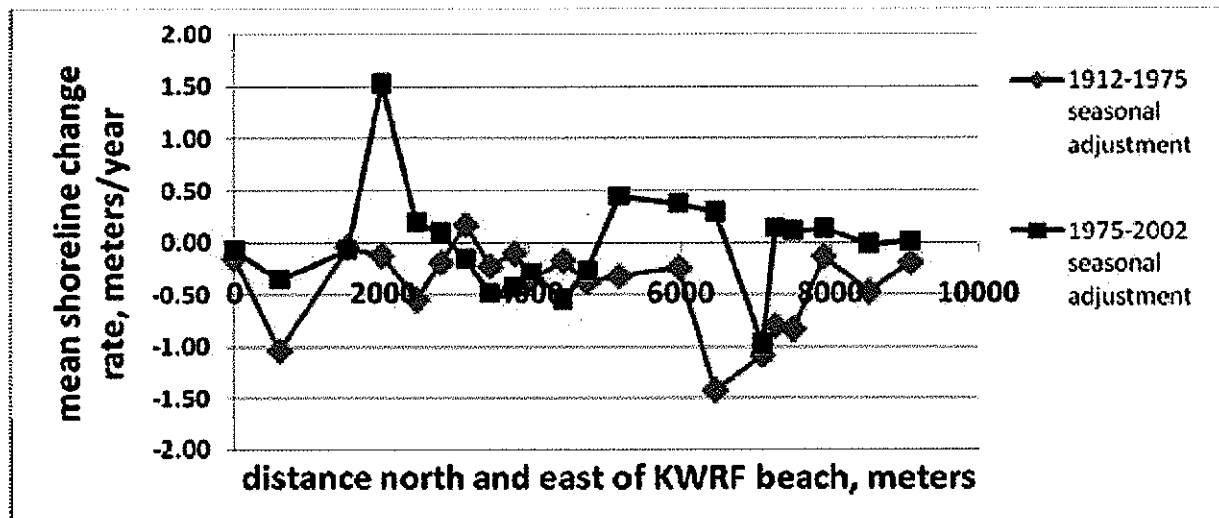 mean shoreline change
rate, meters/year
2.00
1.50
1.00
0.50
0.00
-0.50
-1.00
-1.50
-2.00
0
2000
4000
6000
8000
10000
distance north and east of KWRF beach, meters
1912-1975
seasonal
adjustment
1975-2002
seasonal
adjustment